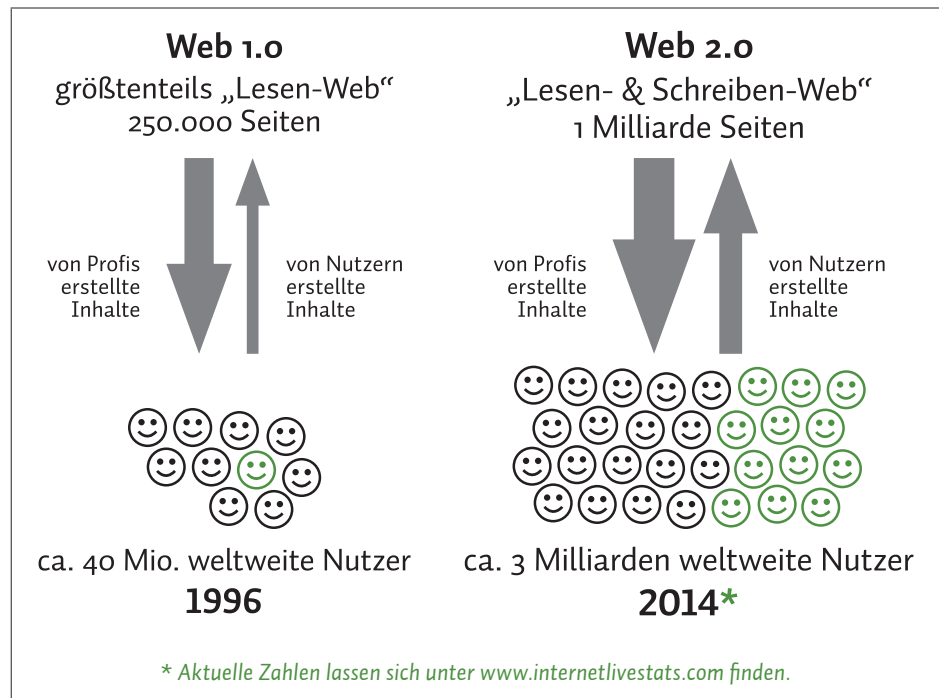 Web 1.0
größtenteils „Lesen-Web“
250.000 Seiten
von Profis
erstellte
Inhalte
von Nutzern
erstellte
Inhalte
ca. 40 Mio. weltweite Nutzer
1996
Web 2.0
„Lesen- & Schreiben-Web“
1 Milliarde Seiten
von Profis
erstellte
Inhalte
von Nutzern
erstellte
Inhalte
ca. 3 Milliarden weltweite Nutzer
2014*
* Aktuelle Zahlen lassen sich unter www.internetlivestats.com finden.